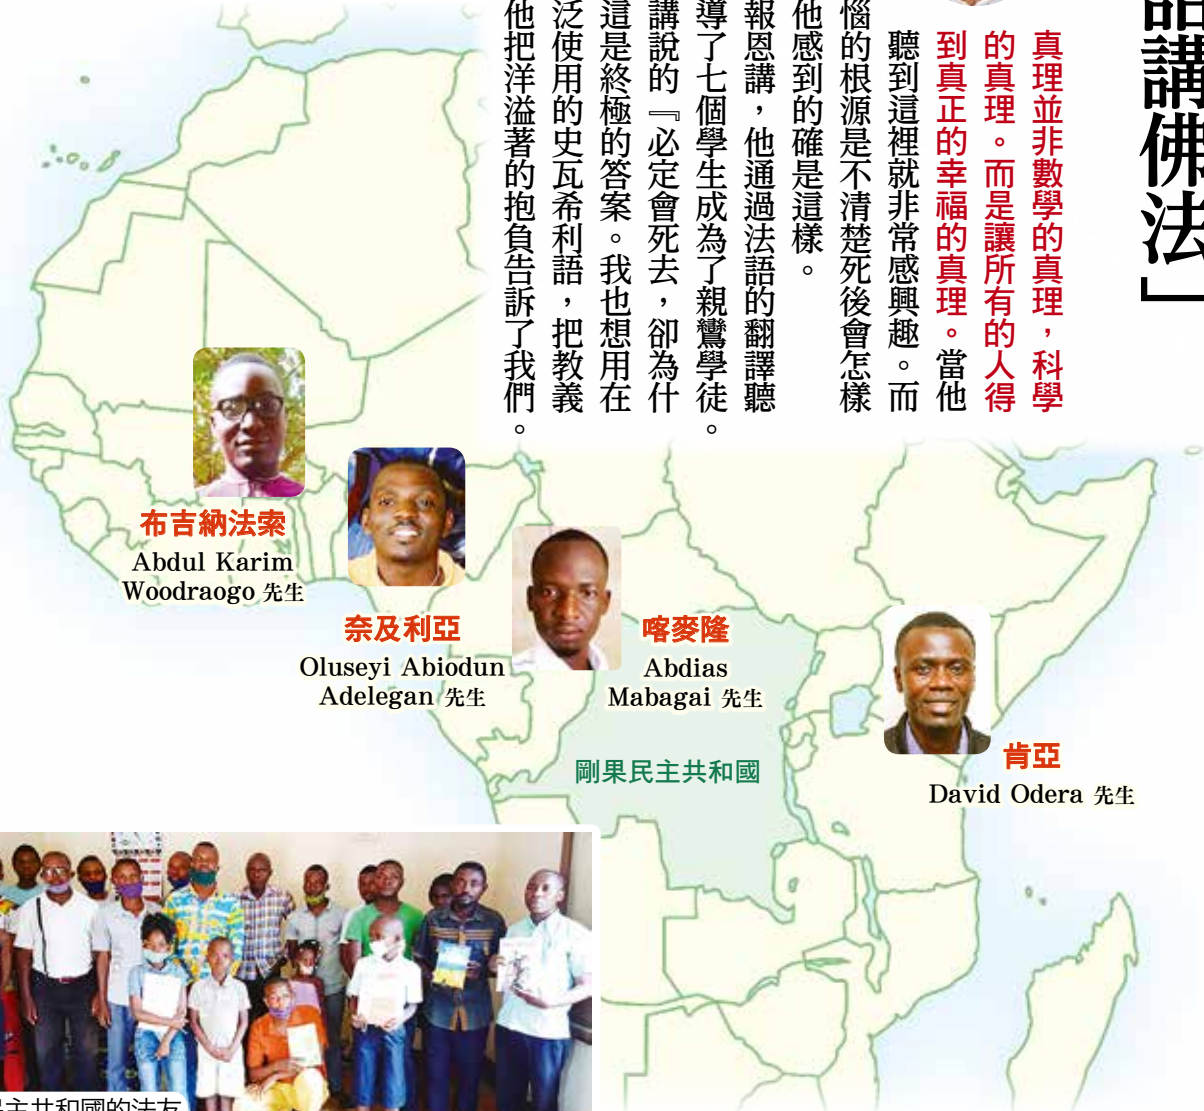 話講佛法」
真理並非數學的真理，科學
的真理。而是讓所有的人得
到真正的幸福的真理。當他
聽到這裡就非常感興趣。而
惱的根源是不清楚死後會怎樣
他感到的確是這樣。
報恩講，他通過法語的翻譯聽
導了七個學生成為了親鸞學徒。
講說的『必定會死去，卻為什
這是終極的答案。我也想用在
泛使用的史瓦希利語，把教義
他把洋溢著的抱負告訴了我們。
布吉納法索
Abdul Karim
Woodraogo 先生
奈及利亞
Oluseyi Abiodun
Adelegan 先生
喀麥隆
Abdias
Mabagai 先生
肯亞
David Odera 先生
剛果民主共和國
民主共和國的法友